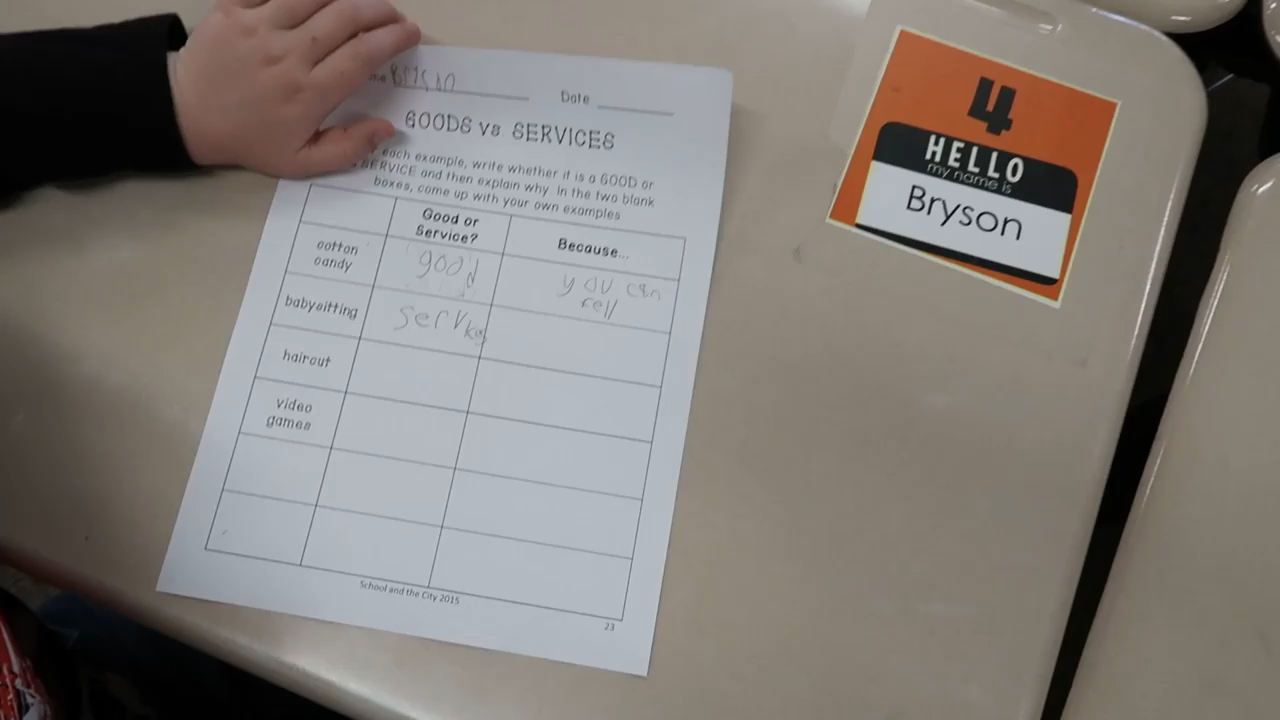 Bryson
Date
GOODS vs. SERVICES
each example, write whether it is a GOOD or
SERVICE and then explain why. In the two blank
boxes, come up with your own examples
Good or
Service?
Because...
cotton
candy
good
you can
sell
babysitting
servkes
haircut
video
games
School and the City 2015
23
4
HELLO
my name is
Bryson